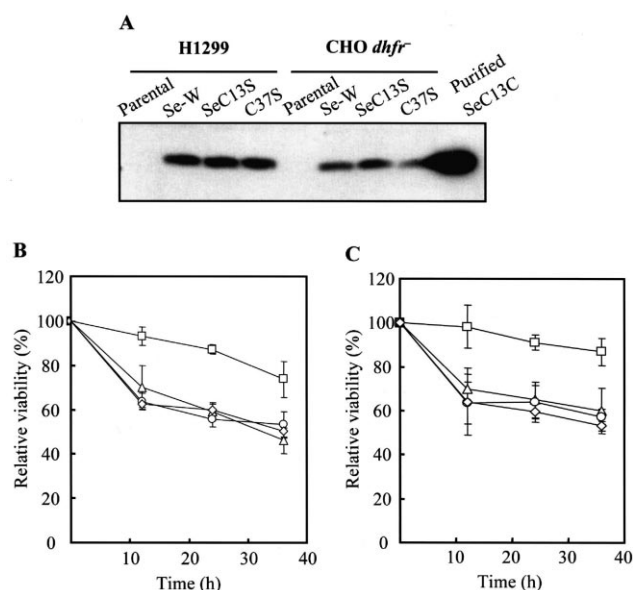 A
H1299
CHO dhfr⁻
Parental
Se-W
SeC13S
C37S
Parental
Se-W
SeC13S
C37S
Purified
SeC13C
B
120
100
80
60
40
20
0
10
20
30
40
Relative viability (%)
Time (h)
C
120
100
80
60
40
20
0
10
20
30
40
Relative viability (%)
Time (h)